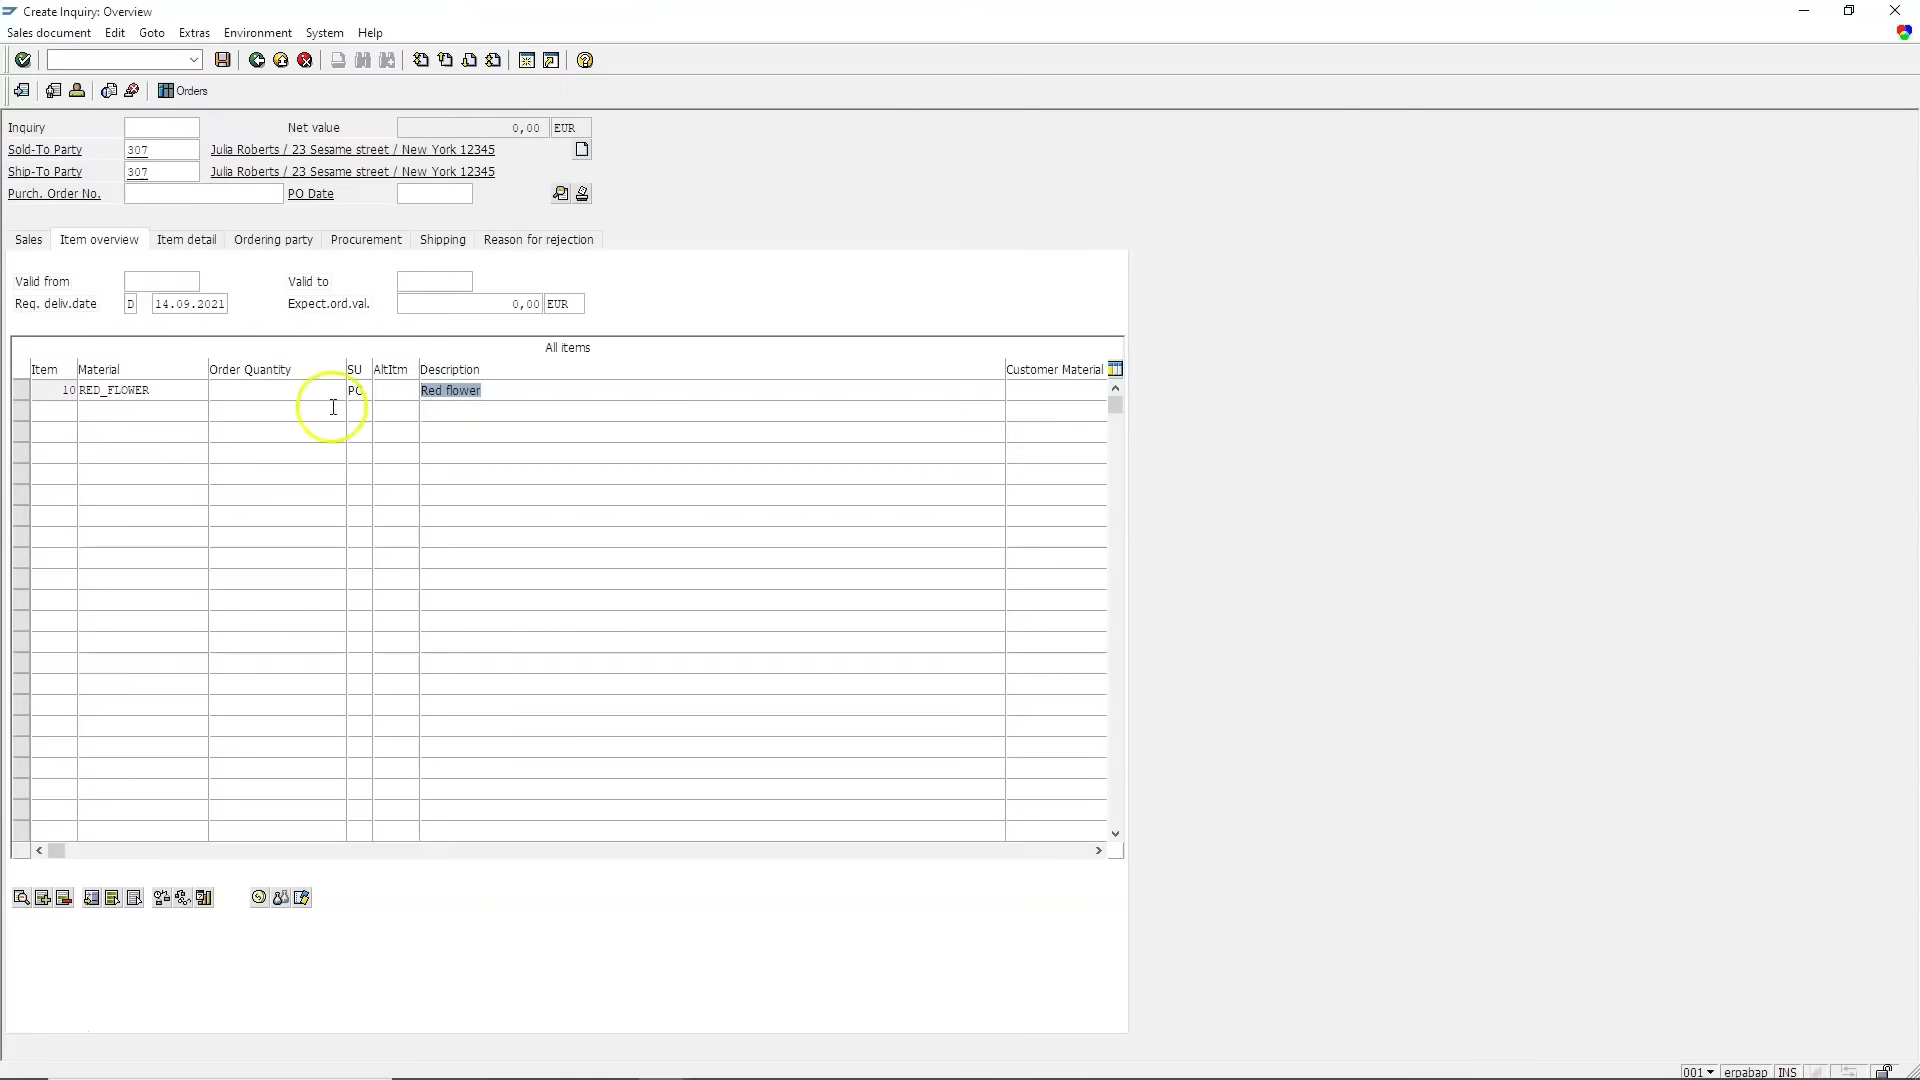 Create Inquiry: Overview
Sales document Edit Goto Extras Environment System Help
Orders
Inquiry Net value 0,00 EUR
Sold-To Party 307 Julia Roberts / 23 Sesame street / New York 12345
Ship-To Party 307 Julia Roberts / 23 Sesame street / New York 12345
Purch. Order No. PO Date
Sales Item overview Item detail Ordering party Procurement Shipping Reason for rejection
Valid from Valid to
Req. deliv.date D 14.09.2021 Expect.ord.val. 0,00 EUR
All items
Item Material Order Quantity SU AltItm Description Customer Material
10 RED_FLOWER PC Red flower
001 erpabap INS